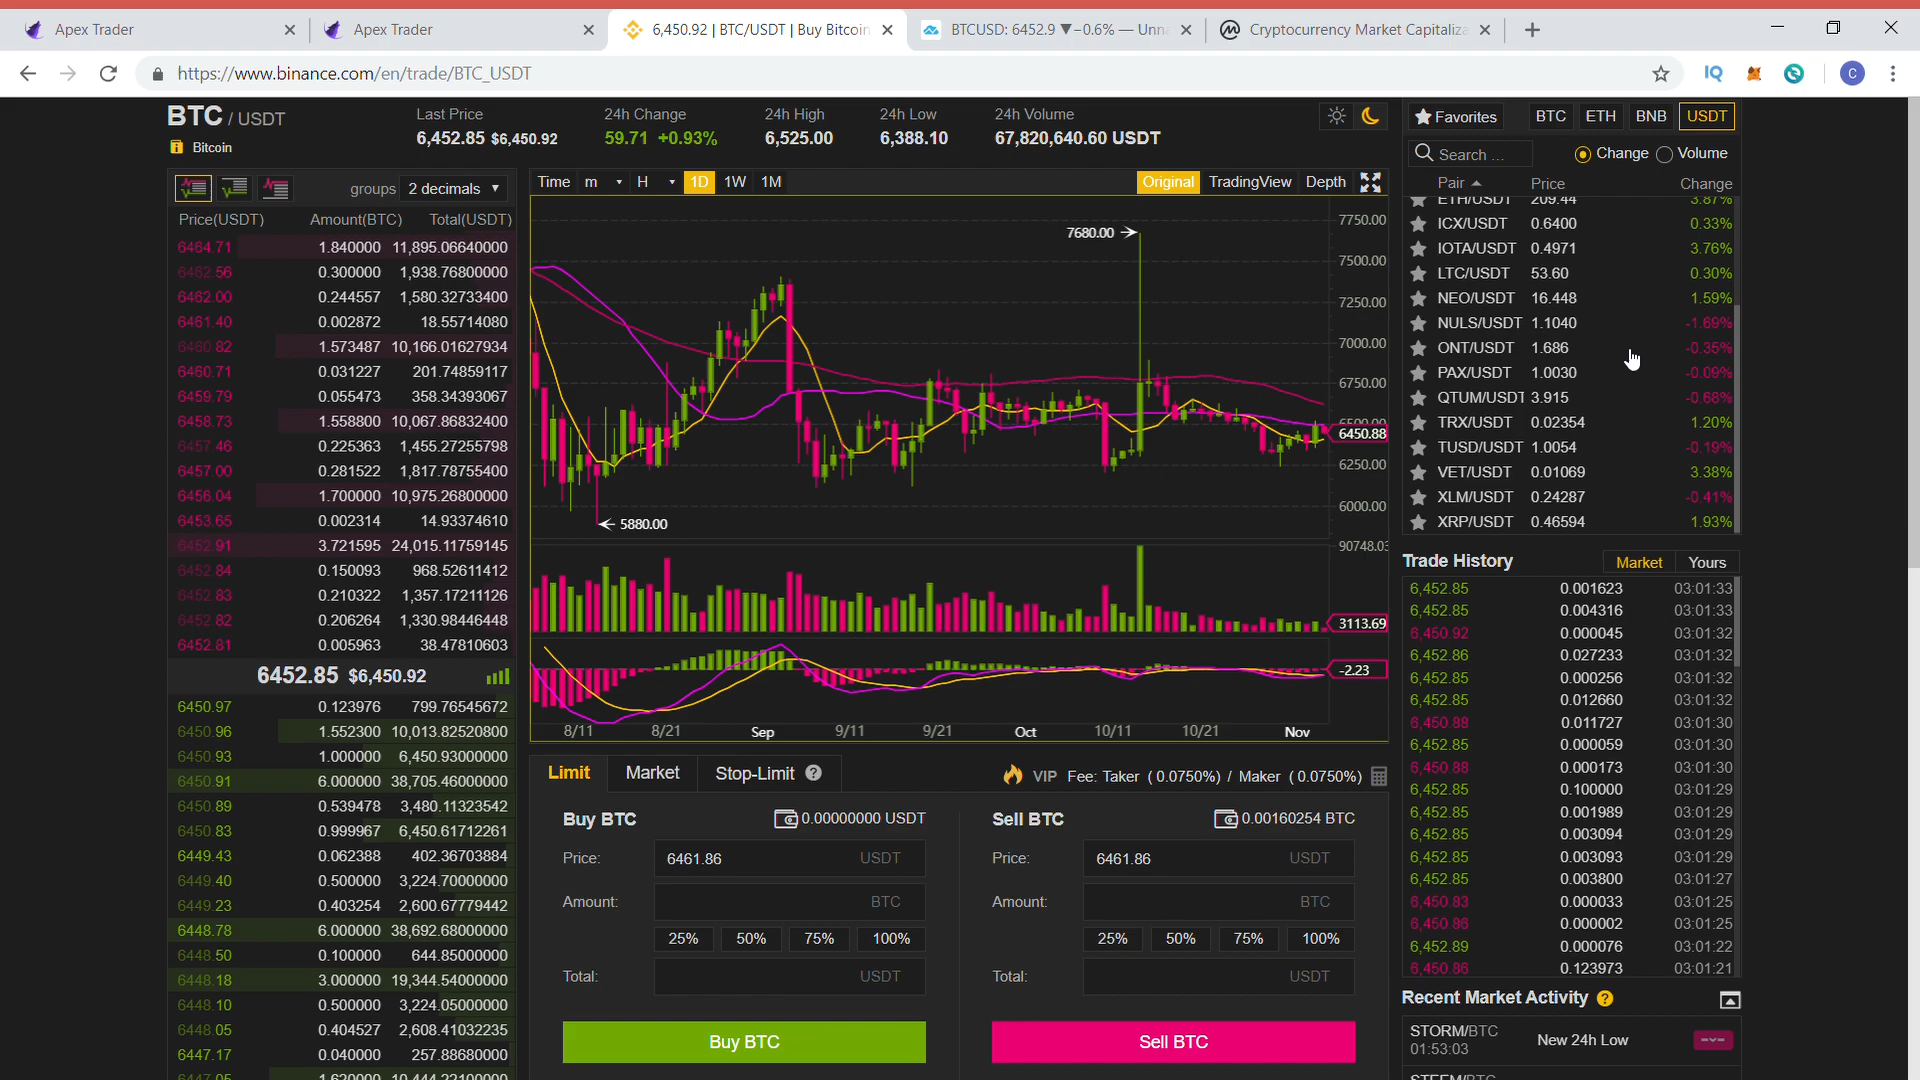 Apex Trader
Apex Trader
6,450.92 | BTC/USDT | Buy Bitcoin
BTCUSD: 6452.9 ▼−0.6% — Unna
Cryptocurrency Market Capitaliza
https://www.binance.com/en/trade/BTC_USDT
IQ
C
BTC / USDT
Bitcoin
Last Price
6,452.85 $6,450.92
24h Change
59.71 +0.93%
24h High
6,525.00
24h Low
6,388.10
24h Volume
67,820,640.60 USDT
Favorites
BTC
ETH
BNB
USDT
Search ...
Change
Volume
groups
2 decimals
Price(USDT) Amount(BTC) Total(USDT)
6464.71 1.840000 11,895.06640000
6462.56 0.300000 1,938.76800000
6462.00 0.244557 1,580.32733400
6461.40 0.002872 18.55714080
6460.82 1.573487 10,166.01627934
6460.71 0.031227 201.74859117
6459.79 0.055473 358.34393067
6458.73 1.558800 10,067.86832400
6457.46 0.225363 1,455.27255798
6457.00 0.281522 1,817.78755400
6456.04 1.700000 10,975.26800000
6453.65 0.002314 14.93374610
6452.91 3.721595 24,015.11759145
6452.84 0.150093 968.52611412
6452.83 0.210322 1,357.17211126
6452.82 0.206264 1,330.98446448
6452.81 0.005963 38.47810603
6452.85 $6,450.92
6450.97 0.123976 799.76545672
6450.96 1.552300 10,013.82520800
6450.93 1.000000 6,450.93000000
6450.91 6.000000 38,705.46000000
6450.89 0.539478 3,480.11323542
6450.83 0.999967 6,450.61712261
6449.43 0.062388 402.36703884
6449.40 0.500000 3,224.70000000
6449.23 0.403254 2,600.67779442
6448.78 6.000000 38,692.68000000
6448.50 0.100000 644.85000000
6448.18 3.000000 19,344.54000000
6448.10 0.500000 3,224.05000000
6448.05 0.404527 2,608.41032235
6447.17 0.040000 257.88680000
6447.05 1.620000 10,444.22100000
Time m H 1D 1W 1M
Original TradingView Depth
7750.00
7500.00
7250.00
7000.00
6750.00
6500.00
6450.88
6250.00
6000.00
7680.00
5880.00
90748.03
3113.69
-2.23
8/11 8/21 Sep 9/11 9/21 Oct 10/11 10/21 Nov
Limit Market Stop-Limit ?
VIP Fee: Taker ( 0.0750%) / Maker ( 0.0750%)
Buy BTC
0.00000000 USDT
Price: 6461.86 USDT
Amount: BTC
25% 50% 75% 100%
Total: USDT
Buy BTC
Sell BTC
0.00160254 BTC
Price: 6461.86 USDT
Amount: BTC
25% 50% 75% 100%
Total: USDT
Sell BTC
Pair Price Change
ETH/USDT 209.44 3.87%
ICX/USDT 0.6400 0.33%
IOTA/USDT 0.4971 3.76%
LTC/USDT 53.60 0.30%
NEO/USDT 16.448 1.59%
NULS/USDT 1.1040 -1.69%
ONT/USDT 1.686 -0.35%
PAX/USDT 1.0030 -0.09%
QTUM/USDT 3.915 -0.68%
TRX/USDT 0.02354 1.20%
TUSD/USDT 1.0054 -0.19%
VET/USDT 0.01069 3.38%
XLM/USDT 0.24287 -0.41%
XRP/USDT 0.46594 1.93%
Trade History
Market
Yours
6,452.85 0.001623 03:01:33
6,452.85 0.004316 03:01:33
6,450.92 0.000045 03:01:32
6,452.86 0.027233 03:01:32
6,452.85 0.000256 03:01:32
6,452.85 0.012660 03:01:32
6,450.88 0.011727 03:01:30
6,452.85 0.000059 03:01:30
6,450.88 0.000173 03:01:30
6,452.85 0.100000 03:01:29
6,452.85 0.001989 03:01:29
6,452.85 0.003094 03:01:29
6,452.85 0.003093 03:01:29
6,452.85 0.003800 03:01:27
6,450.83 0.000033 03:01:25
6,450.86 0.000002 03:01:25
6,452.89 0.000076 03:01:22
6,450.86 0.123973 03:01:21
Recent Market Activity ?
STORM/BTC
01:53:03
New 24h Low
STEEM/BTC